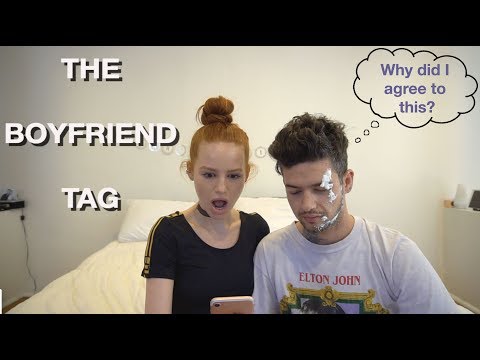 THE
BOYFRIEND
TAG
Why did I
agree to
this?
ELTON JOHN